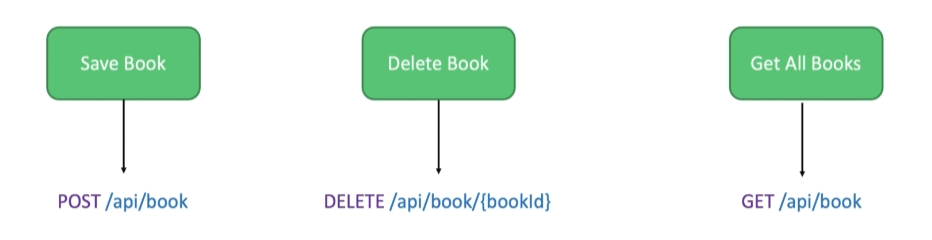 Save Book
Delete Book
Get All Books
POST /api/book
DELETE /api/book/{bookId}
GET /api/book